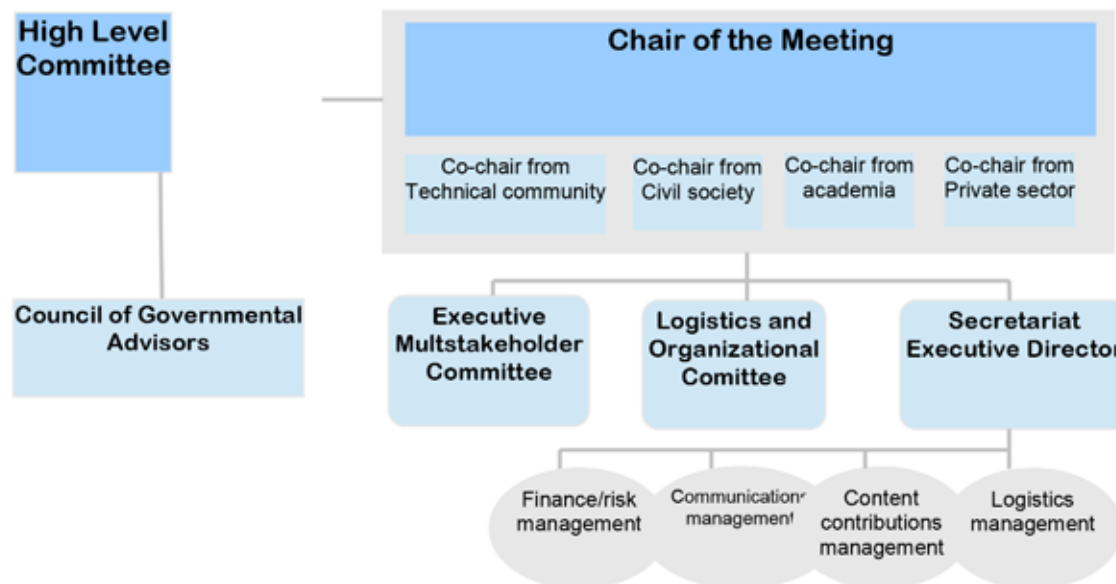 High Level
Committee
Chair of the Meeting
Co-chair from
Technical community
Co-chair from
Civil society
Co-chair from
academia
Co-chair from
Private sector
Council of Governmental
Advisors
Executive
Multstakeholder
Committee
Logistics and
Organizational
Comittee
Secretariat
Executive Director
Finance/risk
management
Communications
management
Content
contributions
management
Logistics
management